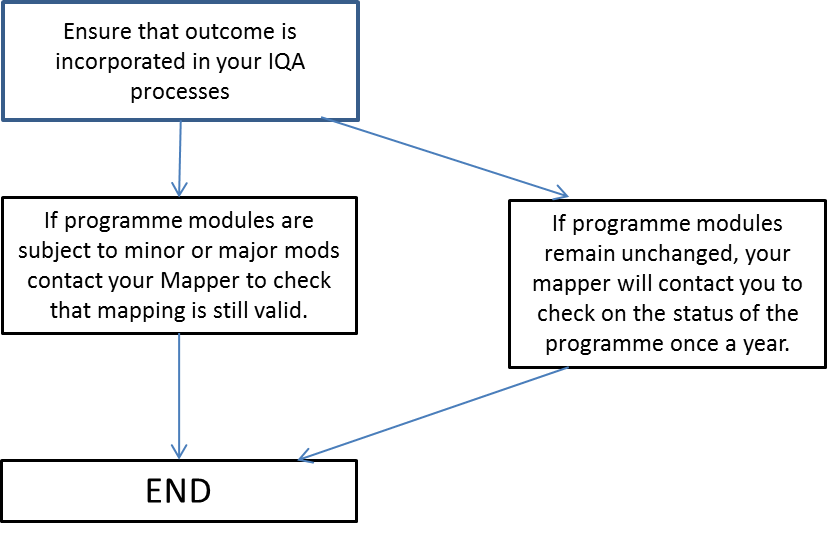 Ensure that outcome is
incorporated in your IQA
processes
If programme modules are
subject to minor or major mods
contact your Mapper to check
that mapping is still valid.
If programme modules
remain unchanged, your
mapper will contact you to
check on the status of the
programme once a year.
END